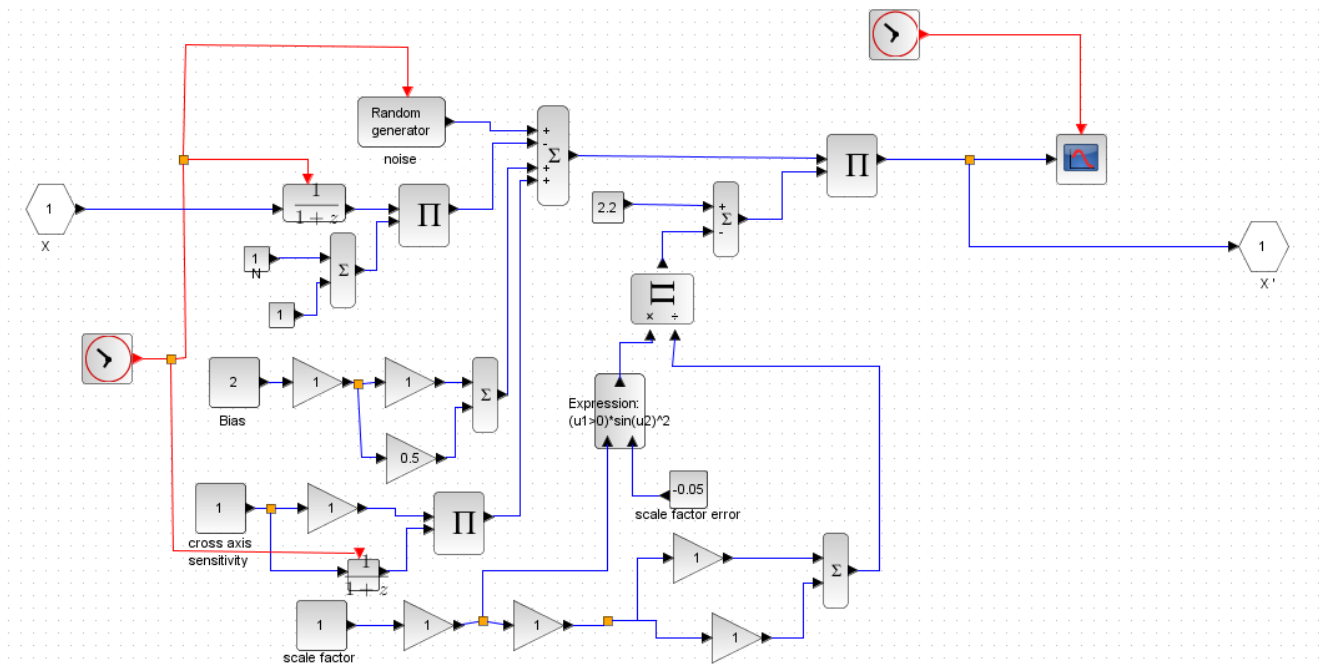 Random
generator
noise
+
-
+
+
Σ
1
X
1
1 + z
Π
1
N
Σ
1
2.2
+
-
Σ
Π
1
X '
Π
× ÷
2
Bias
1
1
0.5
Σ
Expression:
(u1>0)*sin(u2)^2
-0.05
scale factor error
1
cross axis
sensitivity
1
Π
1
1 + z
1
scale factor
1
1
1
1
Σ